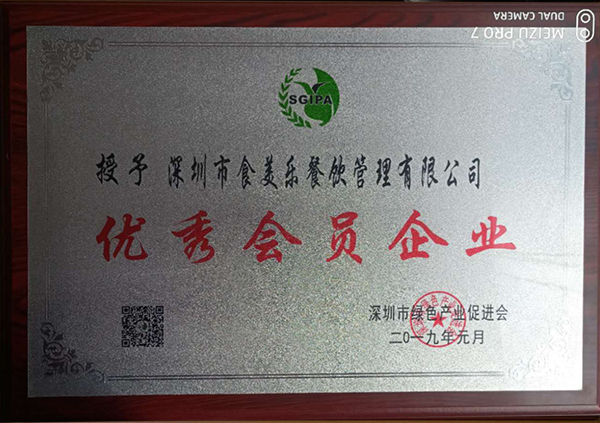 SGIPA
授予 深圳市食美乐餐饮管理有限公司
优秀会员企业
深圳市绿色产业促进会
二0一九年元月
MEIZU PRO 7
DUAL CAMERA